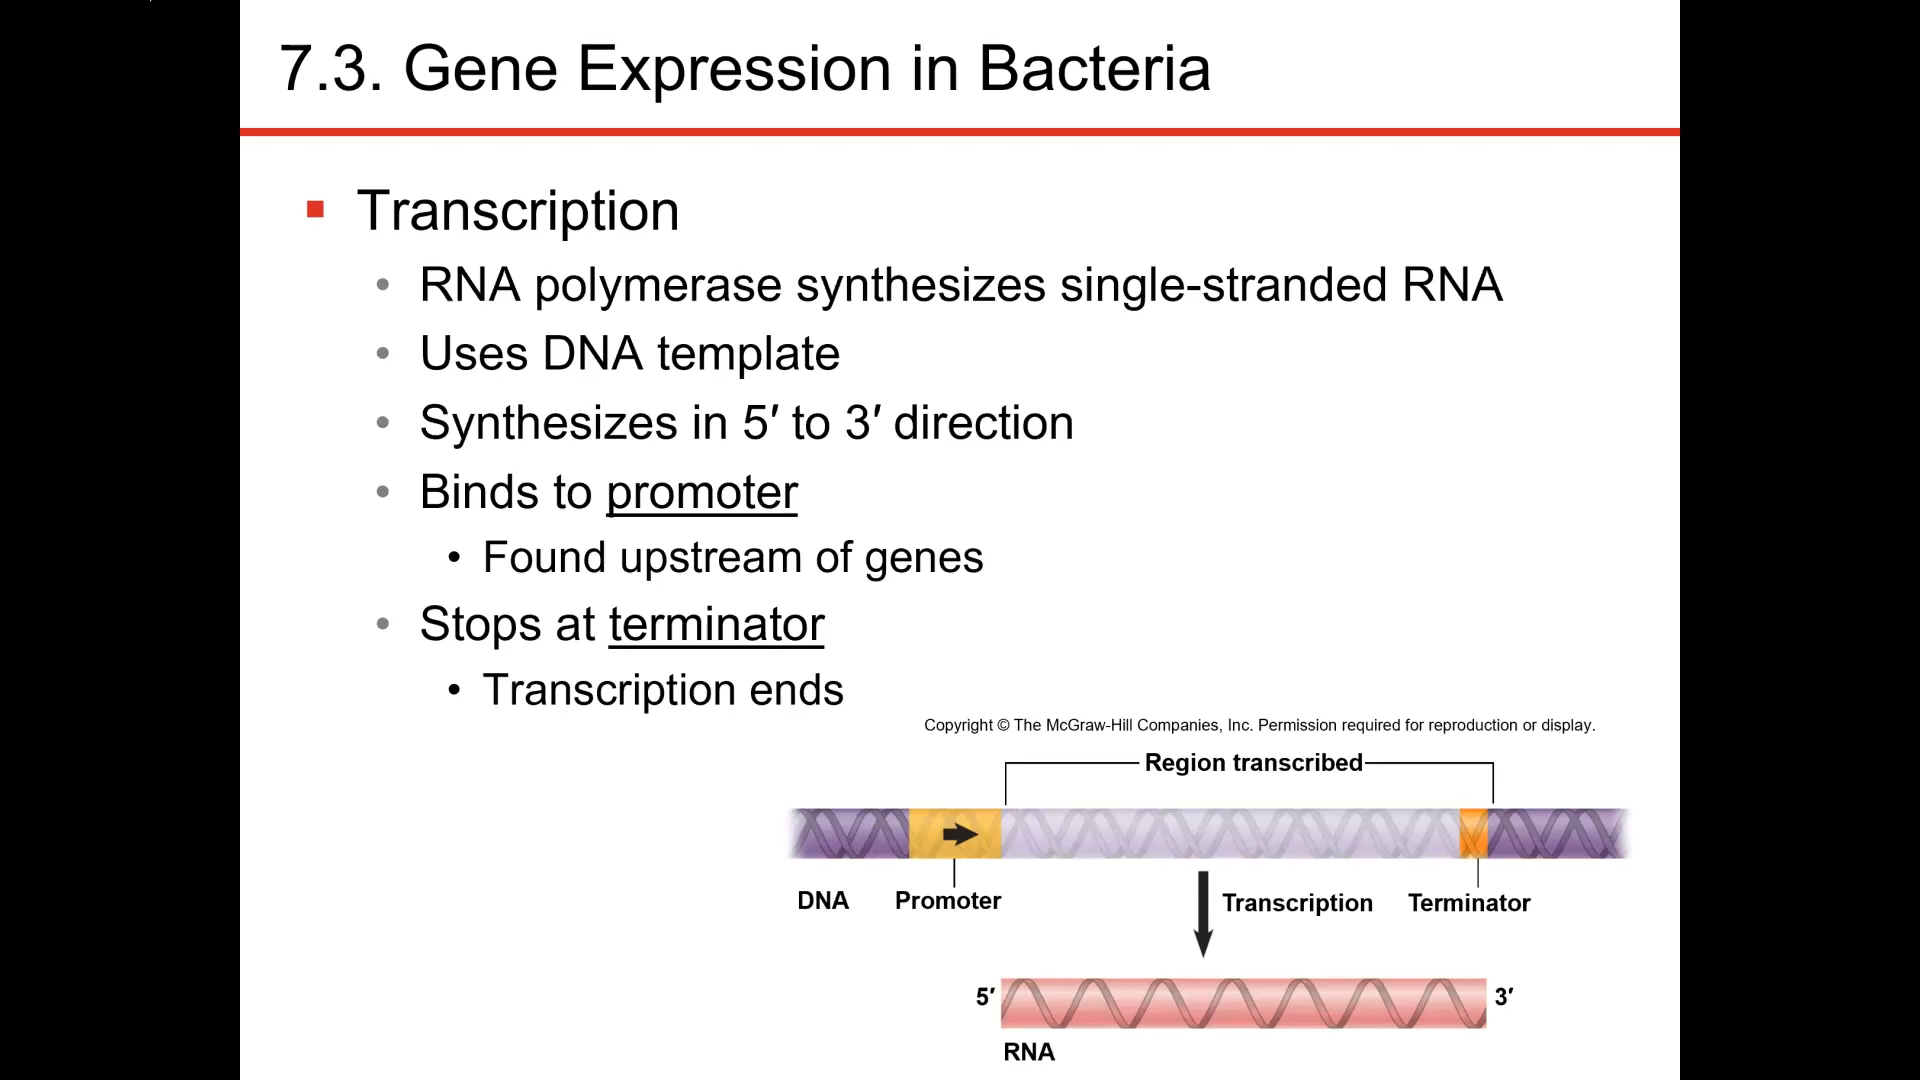 7.3. Gene Expression in Bacteria
▪ Transcription
• RNA polymerase synthesizes single-stranded RNA
• Uses DNA template
• Synthesizes in 5′ to 3′ direction
• Binds to promoter
• Found upstream of genes
• Stops at terminator
• Transcription ends
Copyright © The McGraw-Hill Companies, Inc. Permission required for reproduction or display.
Region transcribed
DNA Promoter Transcription Terminator
5′ 3′
RNA